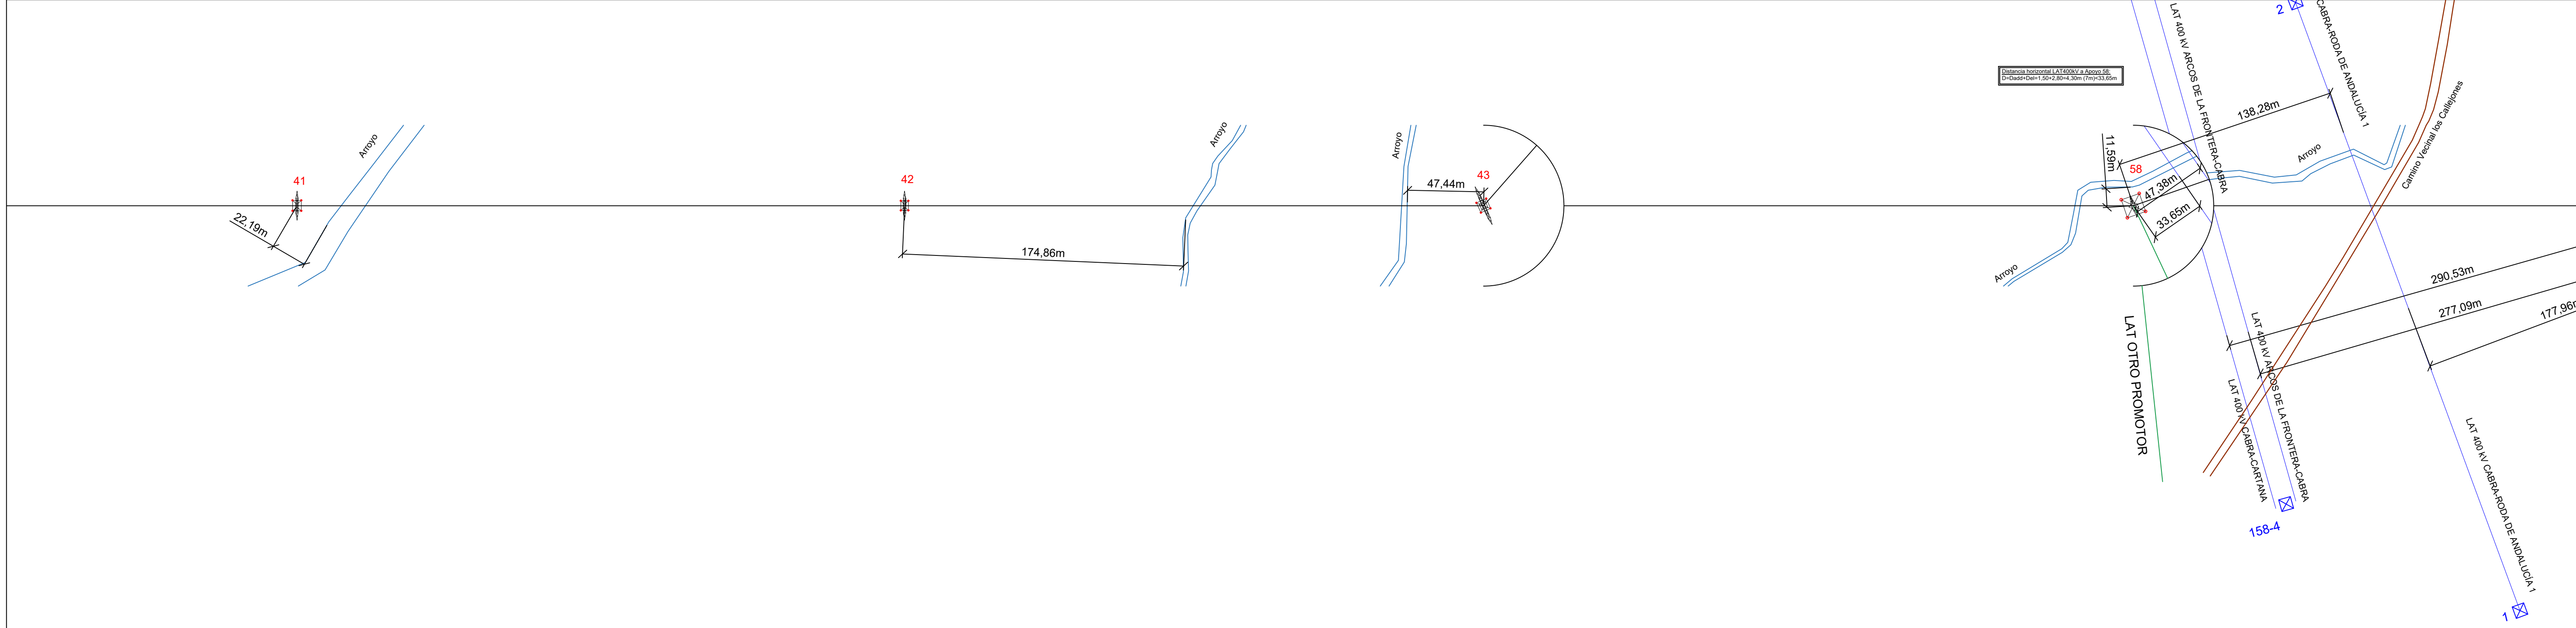 41
22,19m
Arroyo
42
174,86m
Arroyo
Arroyo
47,44m
43
Distancia horizontal LAT400kV a Apoyo 58:
D=Dadd+Del=1,50+2,80=4,30m (7m)<33,65m
LAT 400 kV ARCOS DE LA FRONTERA-CABRA
2
CABRA-RODA DE ANDALUCÍA 1
138,28m
11,59m
58
47,38m
33,65m
Arroyo
Arroyo
Camino Vecinal los Callejones
LAT OTRO PROMOTOR
290,53m
277,09m
177,96m
LAT 400 kV ARCOS DE LA FRONTERA-CABRA
LAT 400 kV CABRA-CARTANA
158-4
LAT 400 kV CABRA-RODA DE ANDALUCÍA 1
1